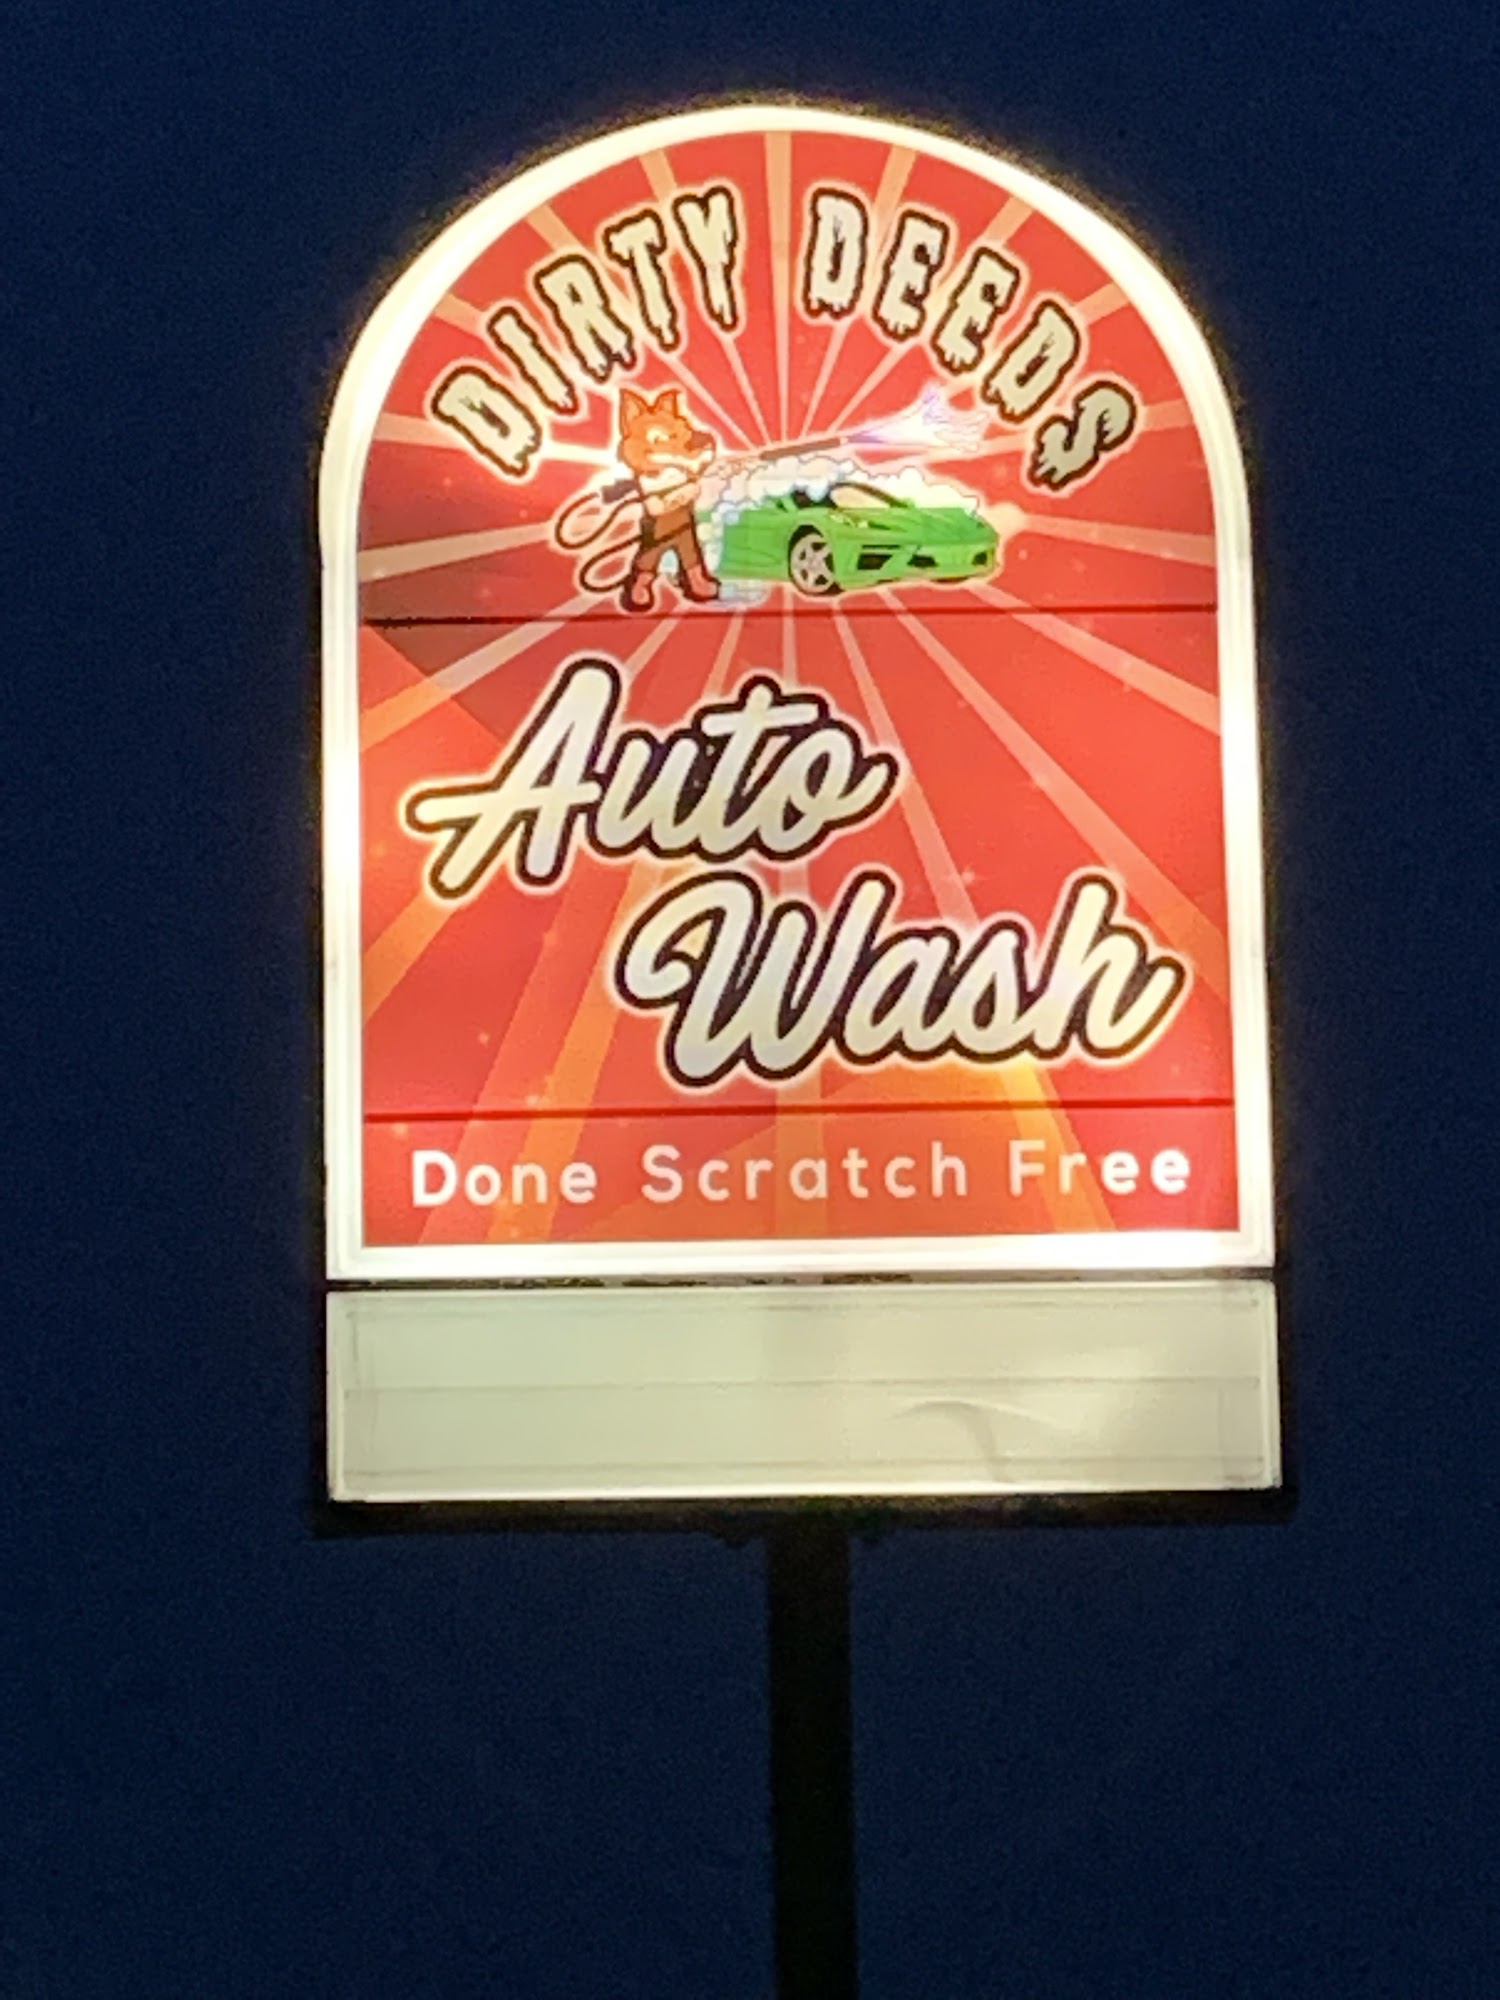 DIRTY DEEDS
Auto
Wash
Done Scratch Free